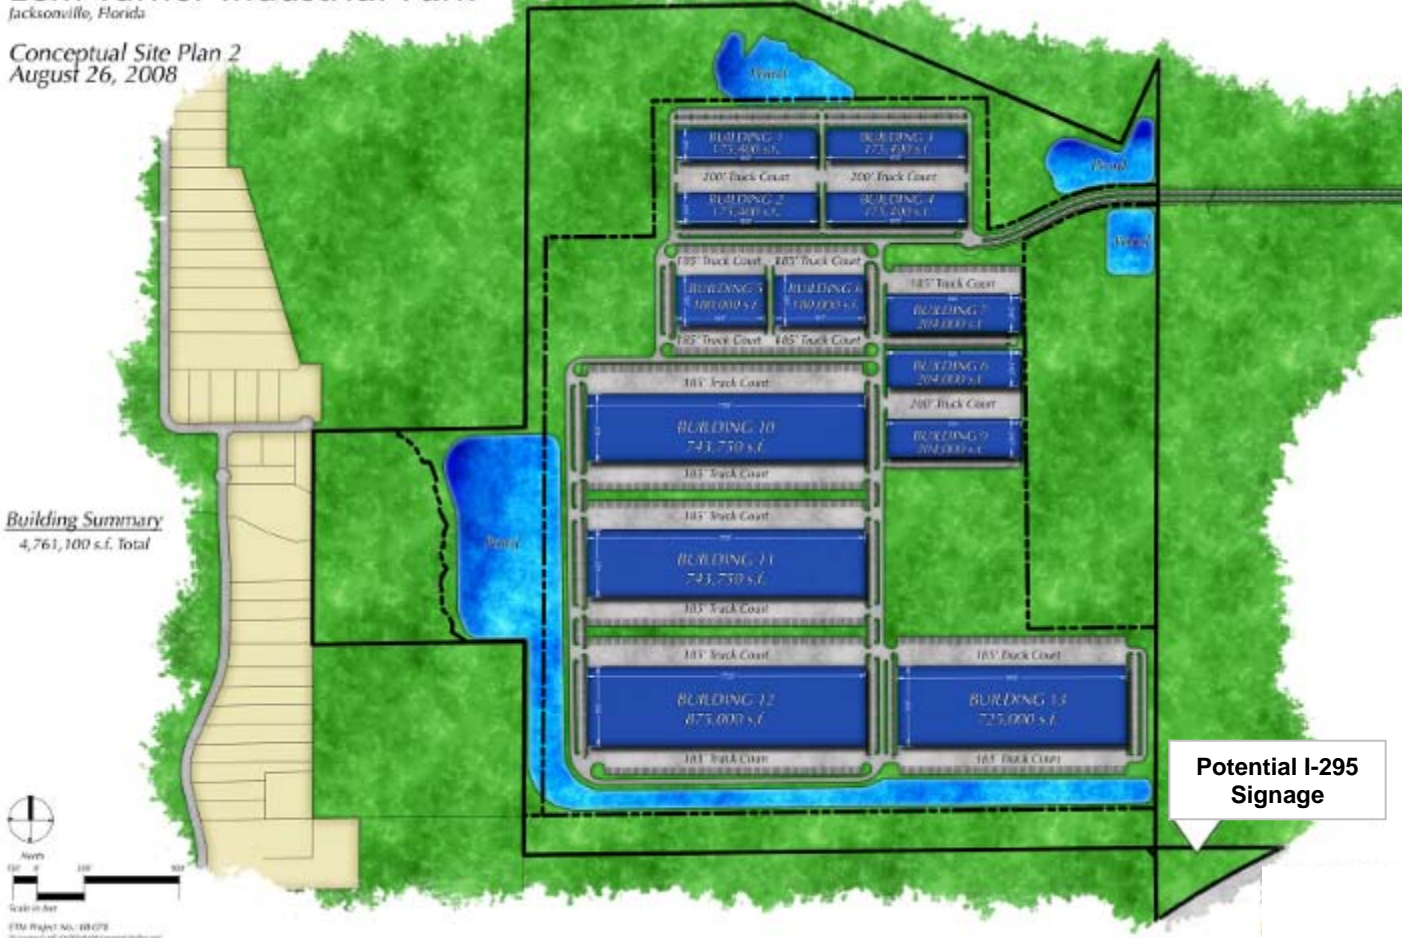 Jacksonville, Florida
Conceptual Site Plan 2
August 26, 2008
Pond
BUILDING 1
175,400 s.f.
BUILDING 3
175,400 s.f.
200' Truck Court
200' Truck Court
BUILDING 2
175,400 s.f.
BUILDING 4
175,400 s.f.
Pond
Pond
185' Truck Court
185' Truck Court
BUILDING 5
180,000 s.f.
BUILDING 6
180,000 s.f.
185' Truck Court
185' Truck Court
185' Truck Court
BUILDING 7
204,000 s.f.
204,000 s.f.
200' Truck Court
BUILDING 9
204,000 s.f.
185' Truck Court
BUILDING 10
743,750 s.f.
185' Truck Court
185' Truck Court
BUILDING 11
743,750 s.f.
185' Truck Court
Pond
Building Summary
4,761,100 s.f. Total
185' Truck Court
BUILDING 12
875,000 s.f.
185' Truck Court
185' Truck Court
BUILDING 13
725,000 s.f.
185' Truck Court
Potential I-295
Signage
North
Scale in feet